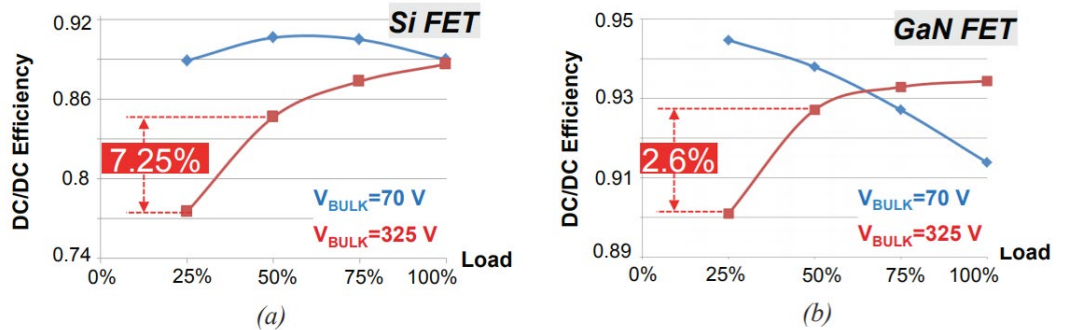 Si FET
0.92
0.86
0.8
0.74
DC/DC Efficiency
7.25%
V_BULK=70 V
V_BULK=325 V
0% 25% 50% 75% 100%
Load
(a)
GaN FET
0.95
0.93
0.91
0.89
DC/DC Efficiency
2.6%
V_BULK=70 V
V_BULK=325 V
0% 25% 50% 75% 100%
Load
(b)